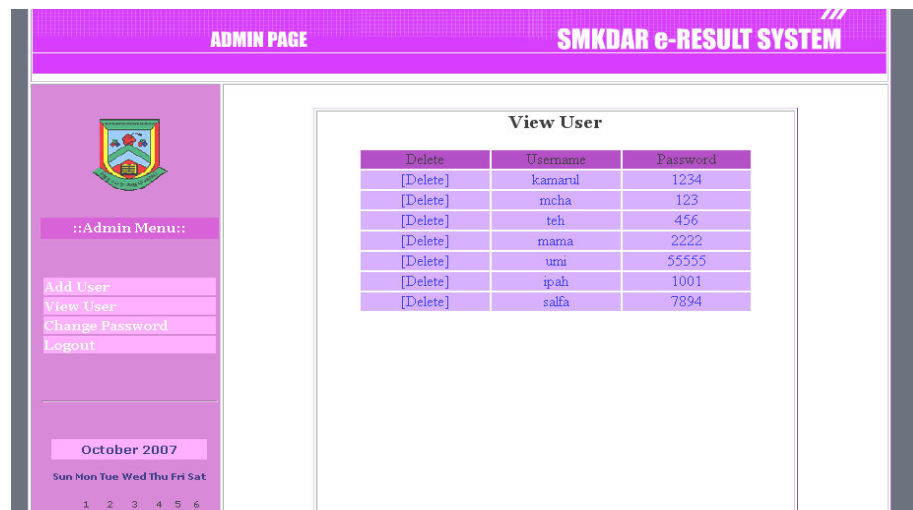 ADMIN PAGE
SMKDAR e-RESULT SYSTEM
::Admin Menu::
Add User
View User
Change Password
Logout
October 2007
Sun Mon Tue Wed Thu Fri Sat
1 2 3 4 5 6
View User
Delete Username Password
[Delete] kamarul 1234
[Delete] mcha 123
[Delete] teh 456
[Delete] mama 2222
[Delete] umi 55555
[Delete] ipah 1001
[Delete] salfa 7894